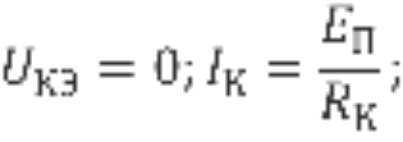 U_КЭ = 0; I_К = E_П / R_К;